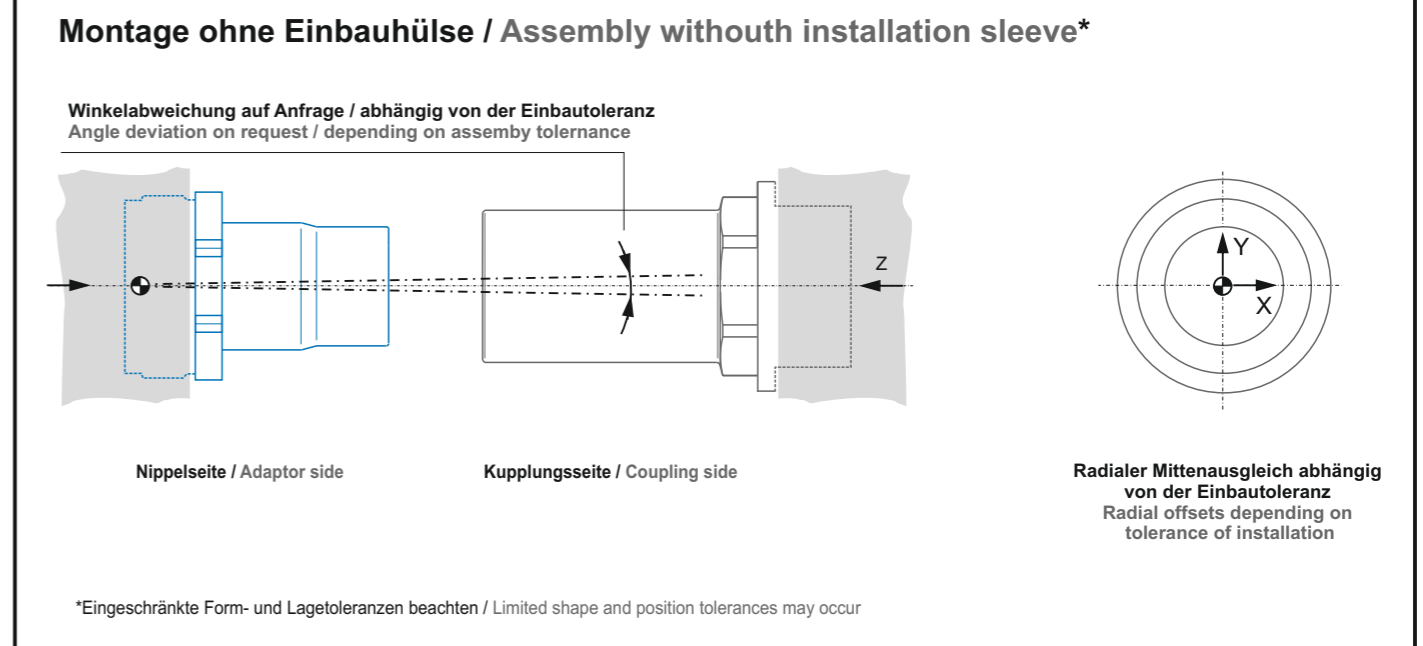 Montage ohne Einbauhülse / Assembly withouth installation sleeve*
Winkelabweichung auf Anfrage / abhängig von der Einbautoleranz
Angle deviation on request / depending on assemby tolernance
Z
Y
X
Nippelseite / Adaptor side
Kupplungsseite / Coupling side
Radialer Mittenausgleich abhängig
von der Einbautoleranz
Radial offsets depending on
tolerance of installation
*Eingeschränkte Form- und Lagetoleranzen beachten / Limited shape and position tolerances may occur